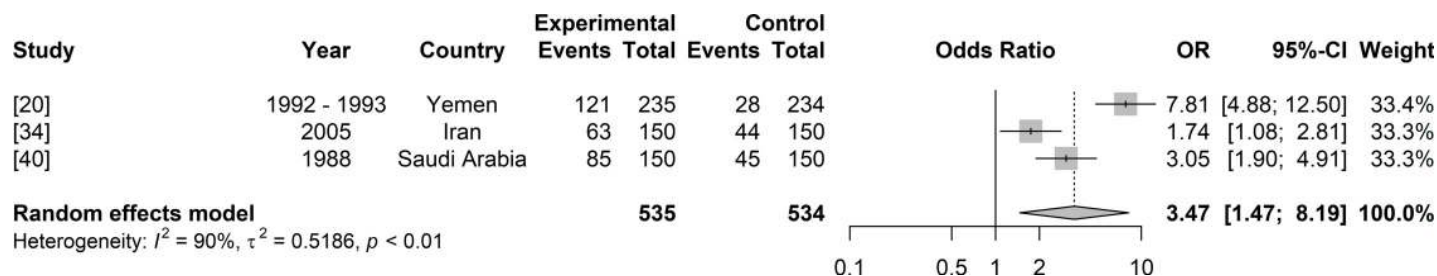 Experimental Control
Study Year Country Events Total Events Total Odds Ratio OR 95%-CI Weight
[20] 1992 - 1993 Yemen 121 235 28 234 7.81 [4.88; 12.50] 33.4%
[34] 2005 Iran 63 150 44 150 1.74 [1.08; 2.81] 33.3%
[40] 1988 Saudi Arabia 85 150 45 150 3.05 [1.90; 4.91] 33.3%
Random effects model 535 534 3.47 [1.47; 8.19] 100.0%
Heterogeneity: I² = 90%, τ² = 0.5186, p < 0.01
0.1 0.5 1 2 10